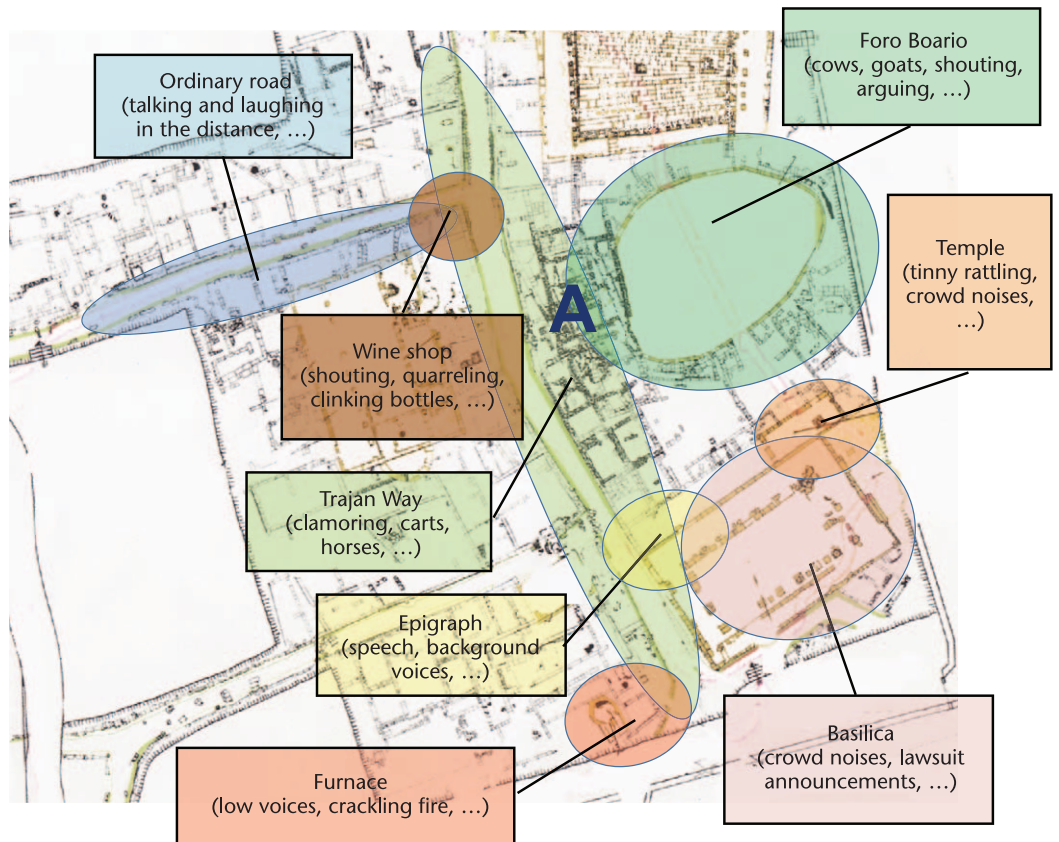 Ordinary road
(talking and laughing
in the distance, …)
Foro Boario
(cows, goats, shouting,
arguing, …)
Temple
(tinny rattling,
crowd noises,
…)
A
Wine shop
(shouting, quarreling,
clinking bottles, …)
Trajan Way
(clamoring, carts,
horses, …)
Epigraph
(speech, background
voices, …)
Basilica
(crowd noises, lawsuit
announcements, …)
Furnace
(low voices, crackling fire, …)